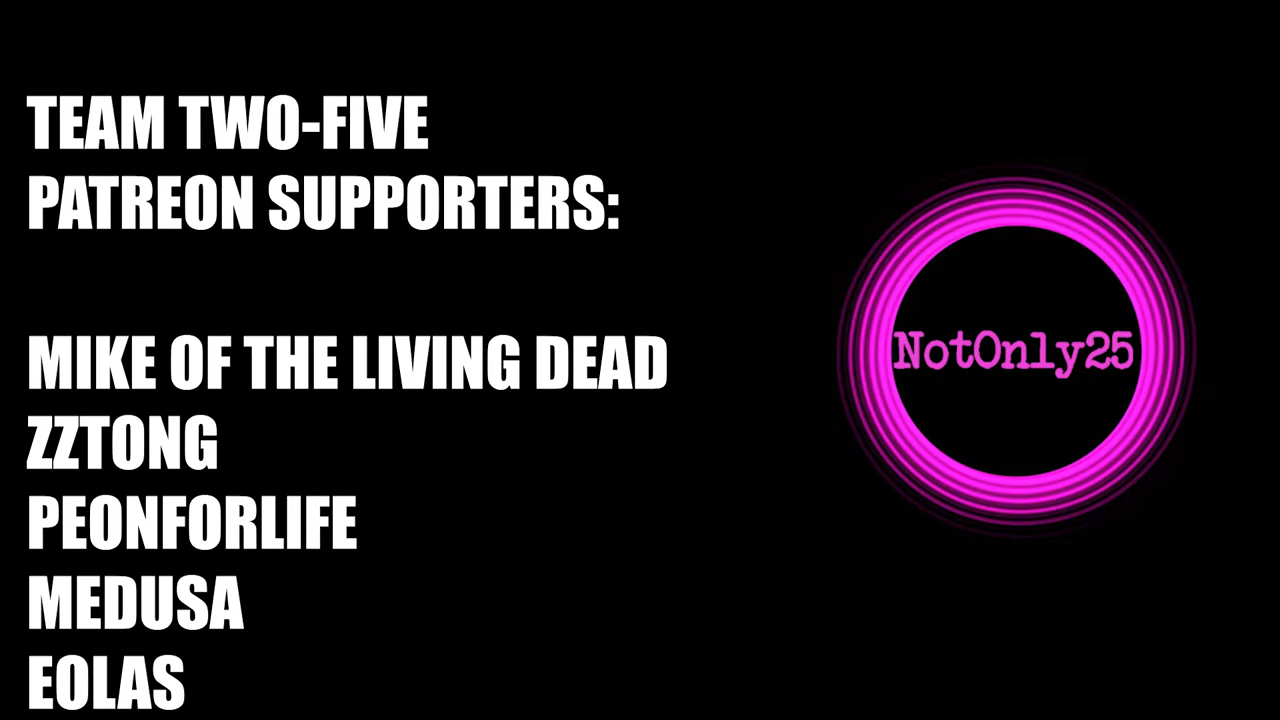 TEAM TWO-FIVE
PATREON SUPPORTERS:
MIKE OF THE LIVING DEAD
ZZTONG
PEONFORLIFE
MEDUSA
EOLAS
NotOnly25